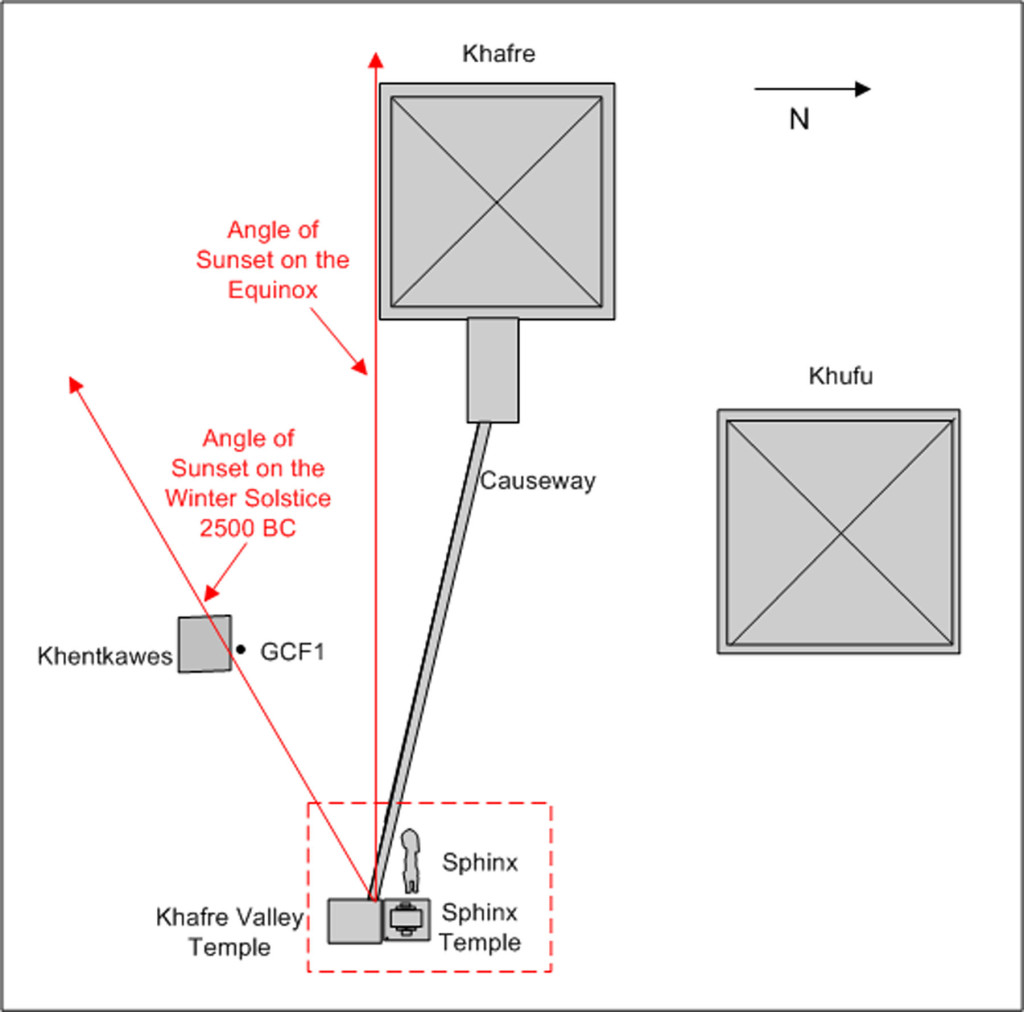 Khafre
N
Angle of
Sunset on the
Equinox
Khufu
Angle of
Sunset on the
Winter Solstice
2500 BC
Causeway
Khentkawes
GCF1
Sphinx
Khafre Valley
Temple
Sphinx
Temple